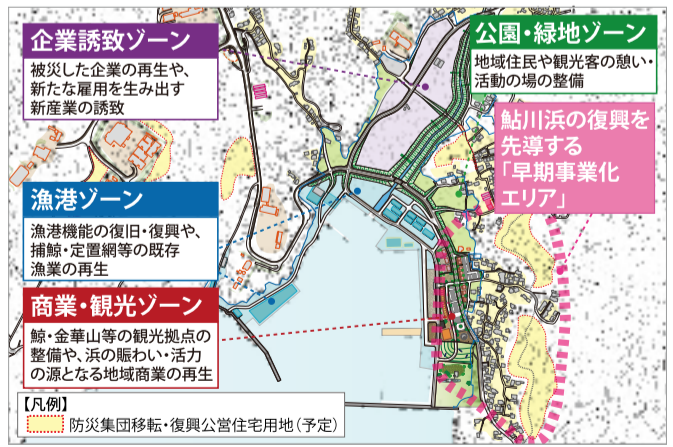 企業誘致ゾーン
被災した企業の再生や、
新たな雇用を生み出す
新産業の誘致
公園・緑地ゾーン
地域住民や観光客の憩い・
活動の場の整備
鮎川浜の復興を
先導する
「早期事業化
エリア」
漁港ゾーン
漁港機能の復旧・復興や、
捕鯨・定置網等の既存
漁業の再生
商業・観光ゾーン
鯨・金華山等の観光拠点の
整備や、浜の賑わい・活力
の源となる地域商業の再生
【凡例】
防災集団移転・復興公営住宅用地（予定）